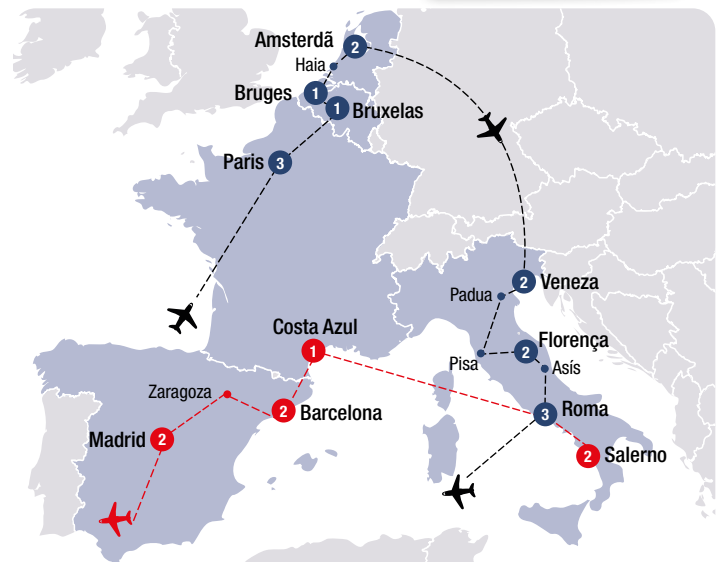 Amsterdã
2
Haia
Bruges
1
1
Bruxelas
Paris
3
2
Veneza
Padua
Costa Azul
1
Florença
2
Pisa
Asís
Zaragoza
2
Barcelona
3
Roma
Madrid
2
2
Salerno